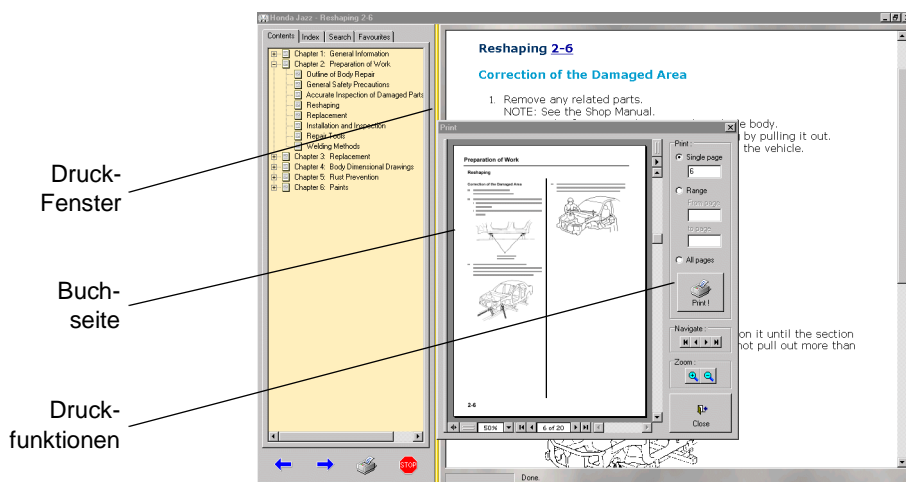 Druck-
Fenster
Buch-
seite
Druck-
funktionen
Honda Jazz - Reshaping 2-6
Contents Index Search Favourites
Chapter 1: General Information
Chapter 2: Preparation of Work
Outline of Body Repair
General Safety Precautions
Accurate Inspection of Damaged Parts
Reshaping
Replacement
Installation and Inspection
Repair Tools
Welding Methods
Chapter 3: Replacement
Chapter 4: Body Dimensional Drawings
Chapter 5: Rust Prevention
Chapter 6: Paints
STOP
Reshaping 2-6
Correction of the Damaged Area
1. Remove any related parts.
NOTE: See the Shop Manual.
le body.
by pulling it out.
the vehicle.
on it until the section
not pull out more than
Done
Print
Preparation of Work
Reshaping
Correction of the Damaged Area
2-6
50%
6 of 20
Print :
Single page
6
Range
From page
to page
All pages
Print !
Navigate :
Zoom :
Close